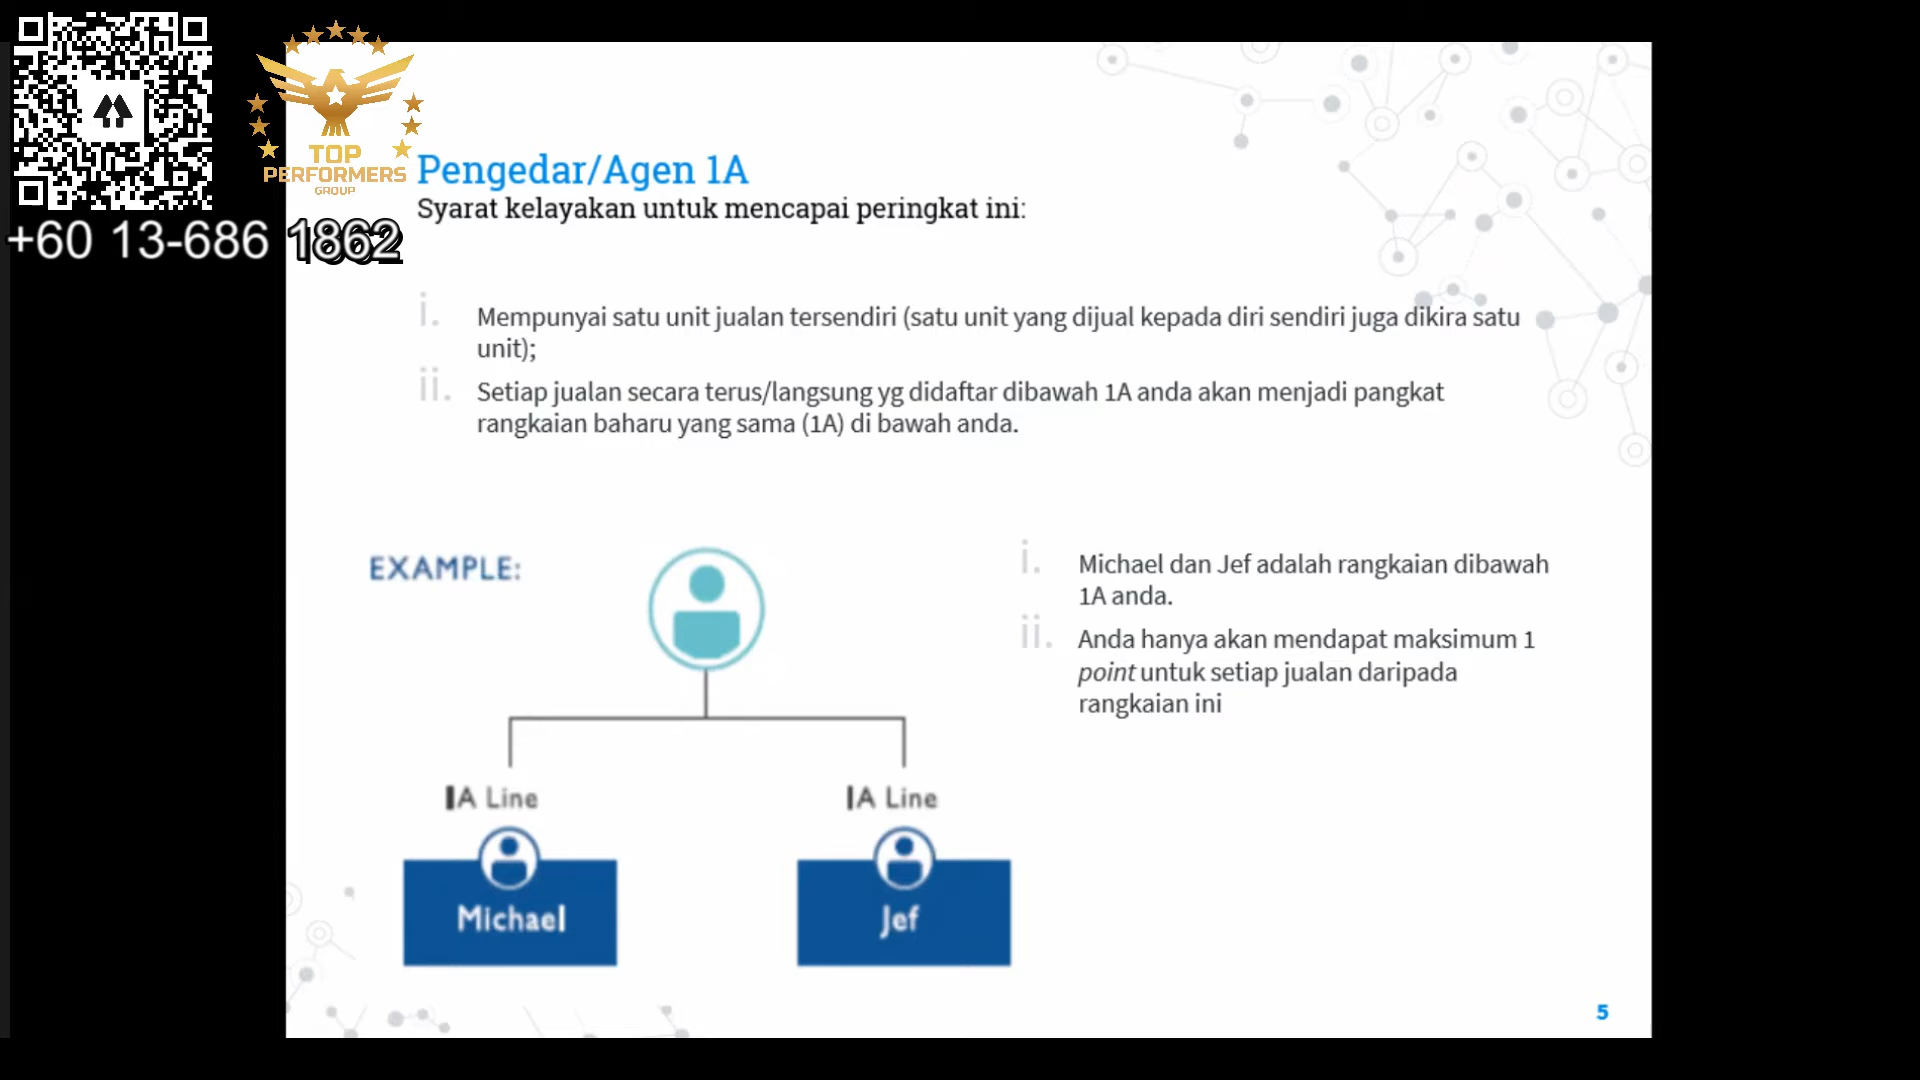 TOP
PERFORMERS
GROUP
+60 13-686 1862
Pengedar/Agen 1A
Syarat kelayakan untuk mencapai peringkat ini:
i. Mempunyai satu unit jualan tersendiri (satu unit yang dijual kepada diri sendiri juga dikira satu
unit);
ii. Setiap jualan secara terus/langsung yg didaftar dibawah 1A anda akan menjadi pangkat
rangkaian baharu yang sama (1A) di bawah anda.
EXAMPLE:
1A Line
Michael
1A Line
Jef
i. Michael dan Jef adalah rangkaian dibawah
1A anda.
ii. Anda hanya akan mendapat maksimum 1
point untuk setiap jualan daripada
rangkaian ini
5